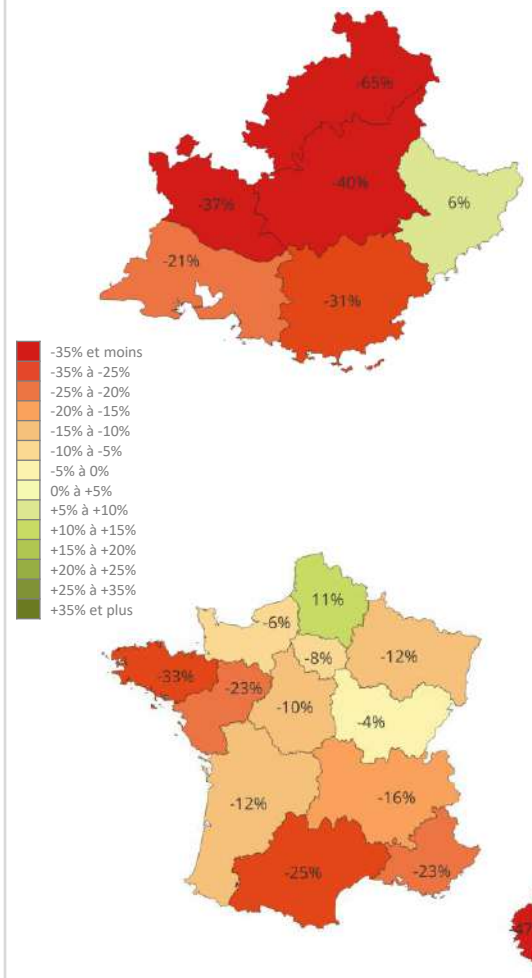 -65%
-40%
-37%
6%
-21%
-31%
-35% et moins
-35% à -25%
-25% à -20%
-20% à -15%
-15% à -10%
-10% à -5%
-5% à 0%
0% à +5%
+5% à +10%
+10% à +15%
+15% à +20%
+20% à +25%
+25% à +35%
+35% et plus
11%
-6%
-8%
-12%
-33%
-23%
-10%
-4%
-12%
-16%
-25%
-23%